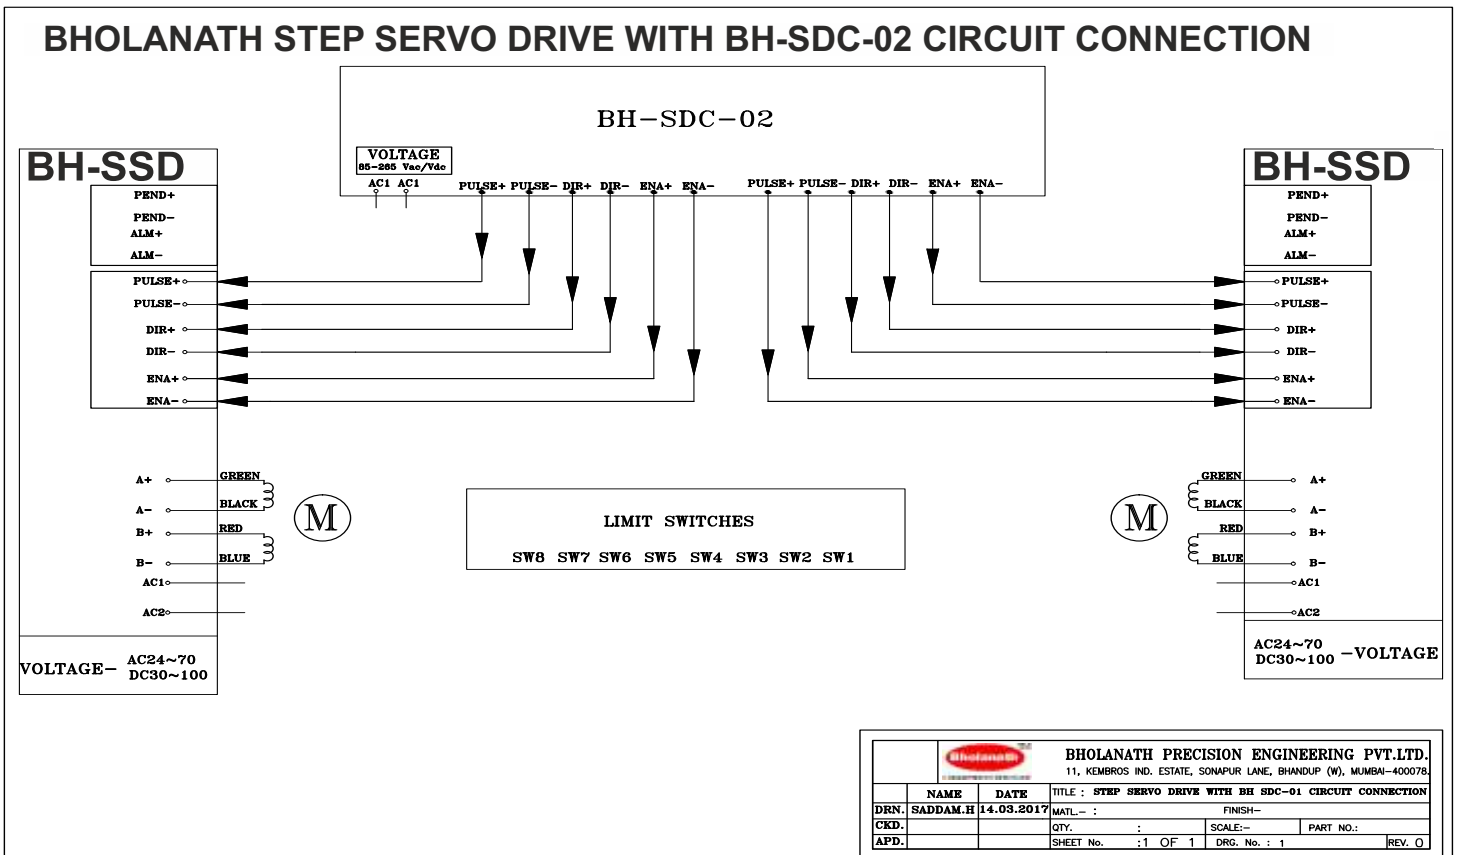 BHOLANATH STEP SERVO DRIVE WITH BH-SDC-02 CIRCUIT CONNECTION
BH-SDC-02
VOLTAGE
85-265 Vac/Vdc
AC1 AC1
PULSE+ PULSE- DIR+ DIR- ENA+ ENA-
PULSE+ PULSE- DIR+ DIR- ENA+ ENA-
BH-SSD
PEND+
PEND-
ALM+
ALM-
PULSE+
PULSE-
DIR+
DIR-
ENA+
ENA-
A+ GREEN
A- BLACK
B+ RED
B- BLUE
AC1
AC2
VOLTAGE- AC24~70
DC30~100
M
LIMIT SWITCHES
SW8 SW7 SW6 SW5 SW4 SW3 SW2 SW1
M
BH-SSD
PEND+
PEND-
ALM+
ALM-
PULSE+
PULSE-
DIR+
DIR-
ENA+
ENA-
GREEN A+
BLACK A-
RED B+
BLUE B-
AC1
AC2
AC24~70
DC30~100 -VOLTAGE
Bholanath
BHOLANATH PRECISION ENGINEERING PVT.LTD.
11, KEMBROS IND. ESTATE, SONAPUR LANE, BHANDUP (W), MUMBAI-400078.
NAME DATE TITLE : STEP SERVO DRIVE WITH BH SDC-01 CIRCUIT CONNECTION
DRN. SADDAM.H 14.03.2017 MATL.- : FINISH-
CKD. QTY. : SCALE:- PART NO.:
APD. SHEET No. :1 OF 1 DRG. No. : 1 REV. 0